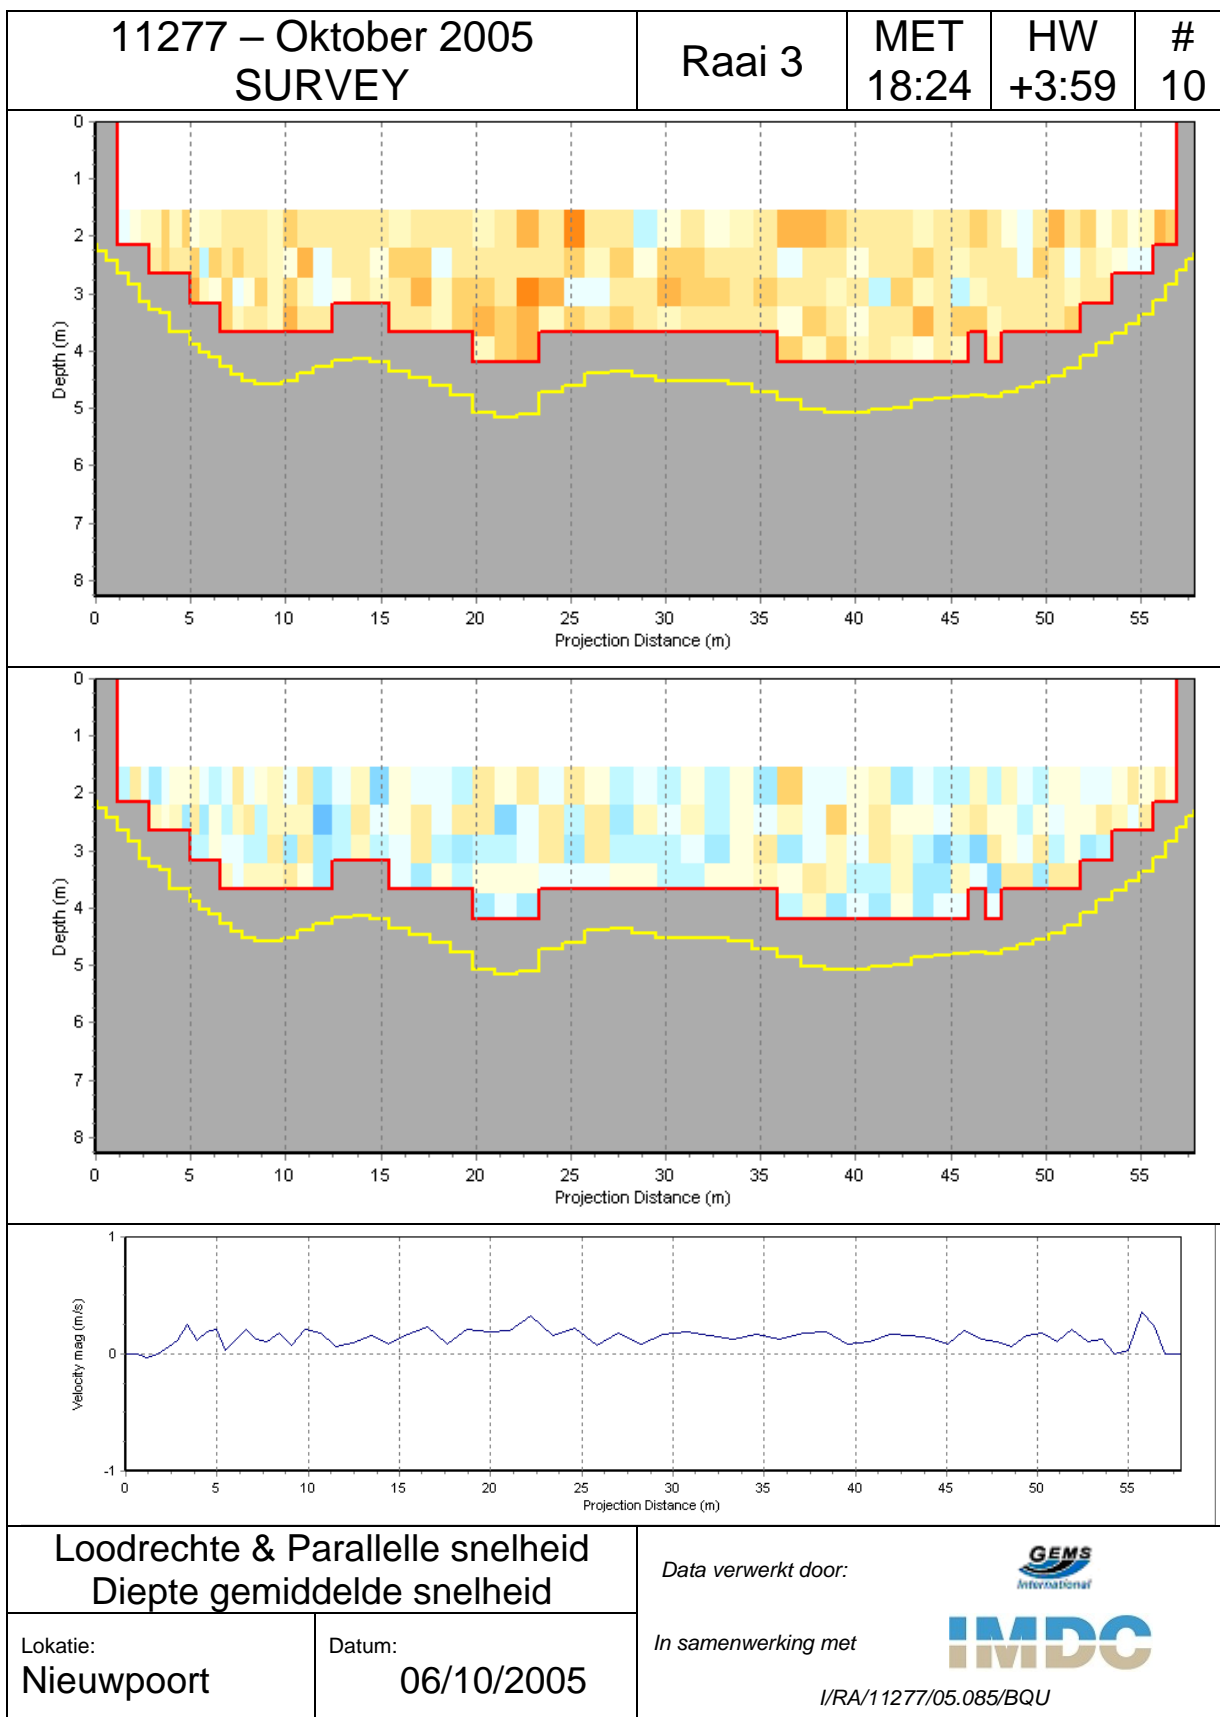 11277 – Oktober 2005
SURVEY
Raai 3
MET
18:24
HW
+3:59
#
10
0
1
2
3
4
5
6
7
8
Depth (m)
0 5 10 15 20 25 30 35 40 45 50 55
Projection Distance (m)
0
1
2
3
4
5
6
7
8
Depth (m)
0 5 10 15 20 25 30 35 40 45 50 55
Projection Distance (m)
1
0
-1
Velocity mag (m/s)
0 5 10 15 20 25 30 35 40 45 50 55
Projection Distance (m)
Loodrechte & Parallelle snelheid
Diepte gemiddelde snelheid
Lokatie:
Nieuwpoort
Datum:
06/10/2005
Data verwerkt door:
GEMS
International
In samenwerking met
IMDC
I/RA/11277/05.085/BQU